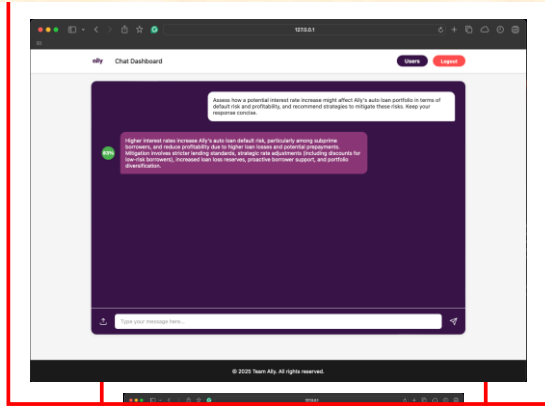 127.0.0.1
ally Chat Dashboard Users Logout
Assess how a potential interest rate increase might affect Ally's auto loan portfolio in terms of
default risk and profitability, and recommend strategies to mitigate these risks. Keep your
response concise.
Higher interest rates increase Ally's auto loan default risk, particularly among subprime
borrowers, and reduce profitability due to higher loan losses and potential prepayments.
Mitigation involves stricter lending standards, strategic rate adjustments (including discounts for
low-risk borrowers), increased loan loss reserves, proactive borrower support, and portfolio
diversification.
Type your message here...
© 2025 Team Ally. All rights reserved.